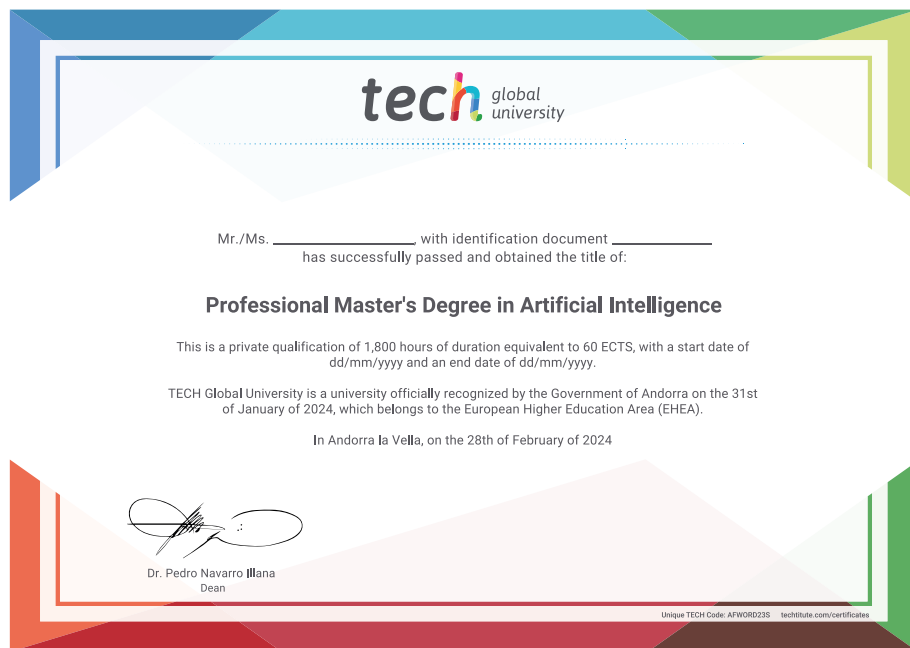 tech global university
Mr./Ms. ____________, with identification document ____________
has successfully passed and obtained the title of:
Professional Master's Degree in Artificial Intelligence
This is a private qualification of 1,800 hours of duration equivalent to 60 ECTS, with a start date of
dd/mm/yyyy and an end date of dd/mm/yyyy.
TECH Global University is a university officially recognized by the Government of Andorra on the 31st
of January of 2024, which belongs to the European Higher Education Area (EHEA).
In Andorra la Vella, on the 28th of February of 2024
Dr. Pedro Navarro Illana
Dean
Unique TECH Code: AFWORD23S techtitute.com/certificates